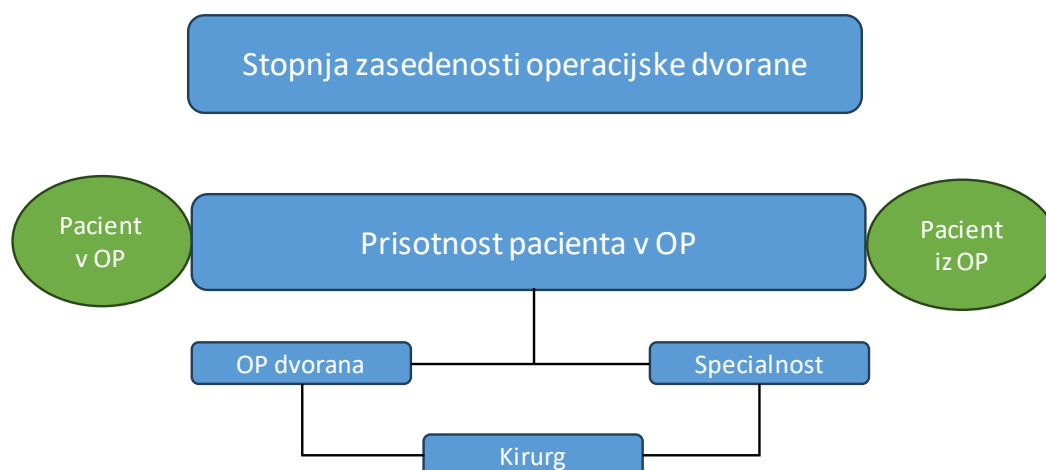 Stopnja zasedenosti operacijske dvorane
Pacient
v OP
Prisotnost pacienta v OP
Pacient
iz OP
OP dvorana
Specialnost
Kirurg